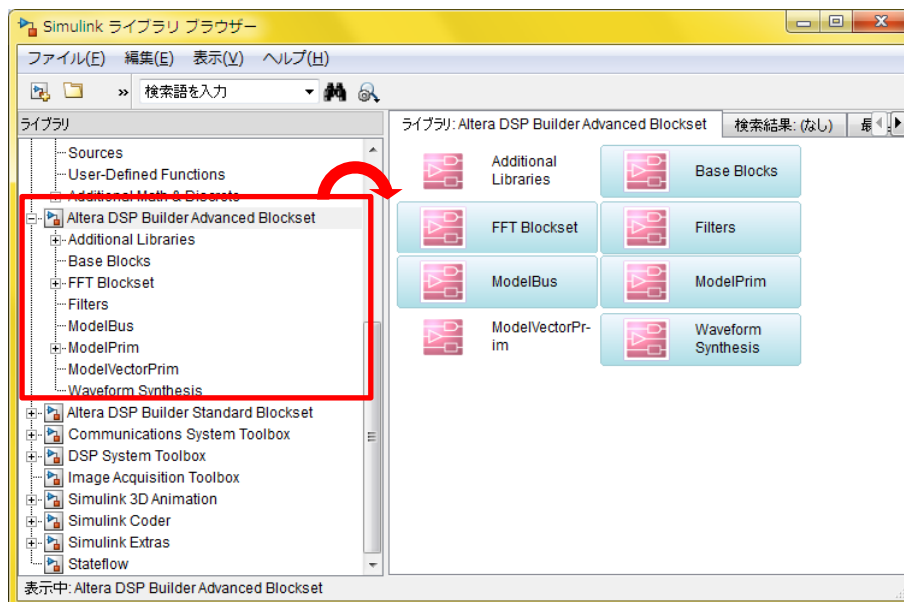 Simulink ライブラリ ブラウザー
ファイル(F) 編集(E) 表示(V) ヘルプ(H)
» 検索語を入力
ライブラリ
Sources
User-Defined Functions
Additional Math & Discrete
Altera DSP Builder Advanced Blockset
Additional Libraries
Base Blocks
FFT Blockset
Filters
ModelBus
ModelPrim
ModelVectorPrim
Waveform Synthesis
Altera DSP Builder Standard Blockset
Communications System Toolbox
DSP System Toolbox
Image Acquisition Toolbox
Simulink 3D Animation
Simulink Coder
Simulink Extras
Stateflow
ライブラリ: Altera DSP Builder Advanced Blockset 検索結果: (なし)
Additional
Libraries
Base Blocks
FFT Blockset
Filters
ModelBus
ModelPrim
ModelVectorPr-
im
Waveform
Synthesis
表示中: Altera DSP Builder Advanced Blockset